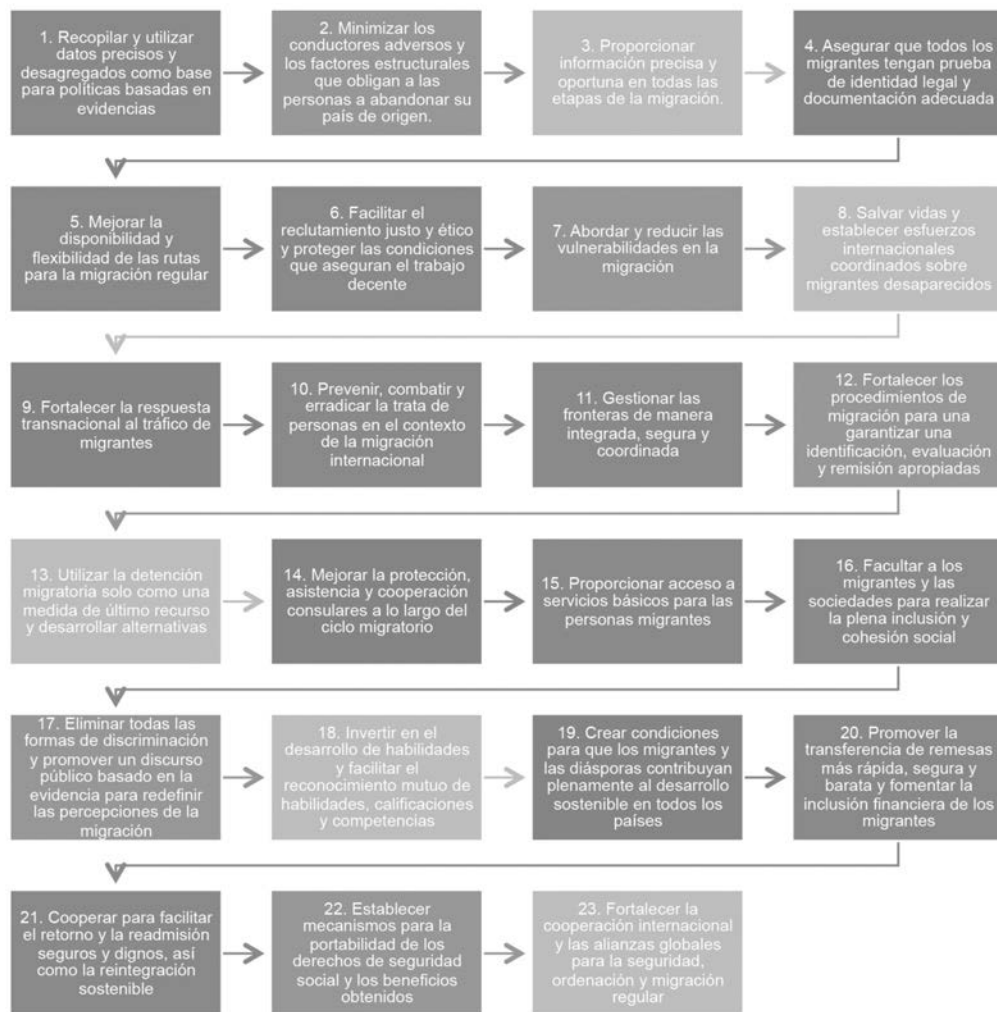 1. Recopilar y utilizar
datos precisos y
desagregados como base
para políticas basadas en
evidencias
2. Minimizar los
conductores adversos y
los factores estructurales
que obligan a las
personas a abandonar su
país de origen.
3. Proporcionar
información precisa y
oportuna en todas las
etapas de la migración.
4. Asegurar que todos los
migrantes tengan prueba
de identidad legal y
documentación adecuada
5. Mejorar la
disponibilidad y
flexibilidad de las rutas
para la migración regular
6. Facilitar el
reclutamiento justo y ético
y proteger las condiciones
que aseguran el trabajo
decente
7. Abordar y reducir las
vulnerabilidades en la
migración
8. Salvar vidas y
establecer esfuerzos
internacionales
coordinados sobre
migrantes desaparecidos
9. Fortalecer la respuesta
transnacional al tráfico de
migrantes
10. Prevenir, combatir y
erradicar la trata de
personas en el contexto
de la migración
internacional
11. Gestionar las
fronteras de manera
integrada, segura y
coordinada
12. Fortalecer los
procedimientos de
migración para una
garantizar una
identificación, evaluación
y remisión apropiadas
13. Utilizar la detención
migratoria solo como una
medida de último recurso
y desarrollar alternativas
14. Mejorar la protección,
asistencia y cooperación
consulares a lo largo del
ciclo migratorio
15. Proporcionar acceso a
servicios básicos para las
personas migrantes
16. Facultar a los
migrantes y las
sociedades para realizar
la plena inclusión y
cohesión social
17. Eliminar todas las
formas de discriminación
y promover un discurso
público basado en la
evidencia para redefinir
las percepciones de la
migración
18. Invertir en el
desarrollo de habilidades
y facilitar el
reconocimiento mutuo de
habilidades, calificaciones
y competencias
19. Crear condiciones
para que los migrantes y
las diásporas contribuyan
plenamente al desarrollo
sostenible en todos los
países
20. Promover la
transferencia de remesas
más rápida, segura y
barata y fomentar la
inclusión financiera de los
migrantes
21. Cooperar para facilitar
el retorno y la readmisión
seguros y dignos, así
como la reintegración
sostenible
22. Establecer
mecanismos para la
portabilidad de los
derechos de seguridad
social y los beneficios
obtenidos
23. Fortalecer la
cooperación internacional
y las alianzas globales
para la seguridad,
ordenación y migración
regular